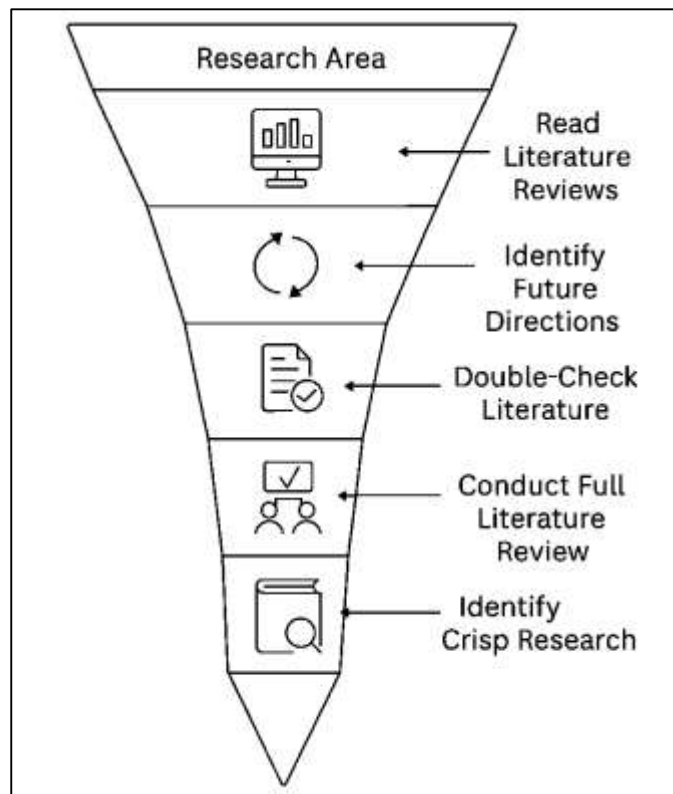 Research Area
Read
Literature
Reviews
Identify
Future
Directions
Double-Check
Literature
Conduct Full
Literature
Review
Identify
Crisp Research